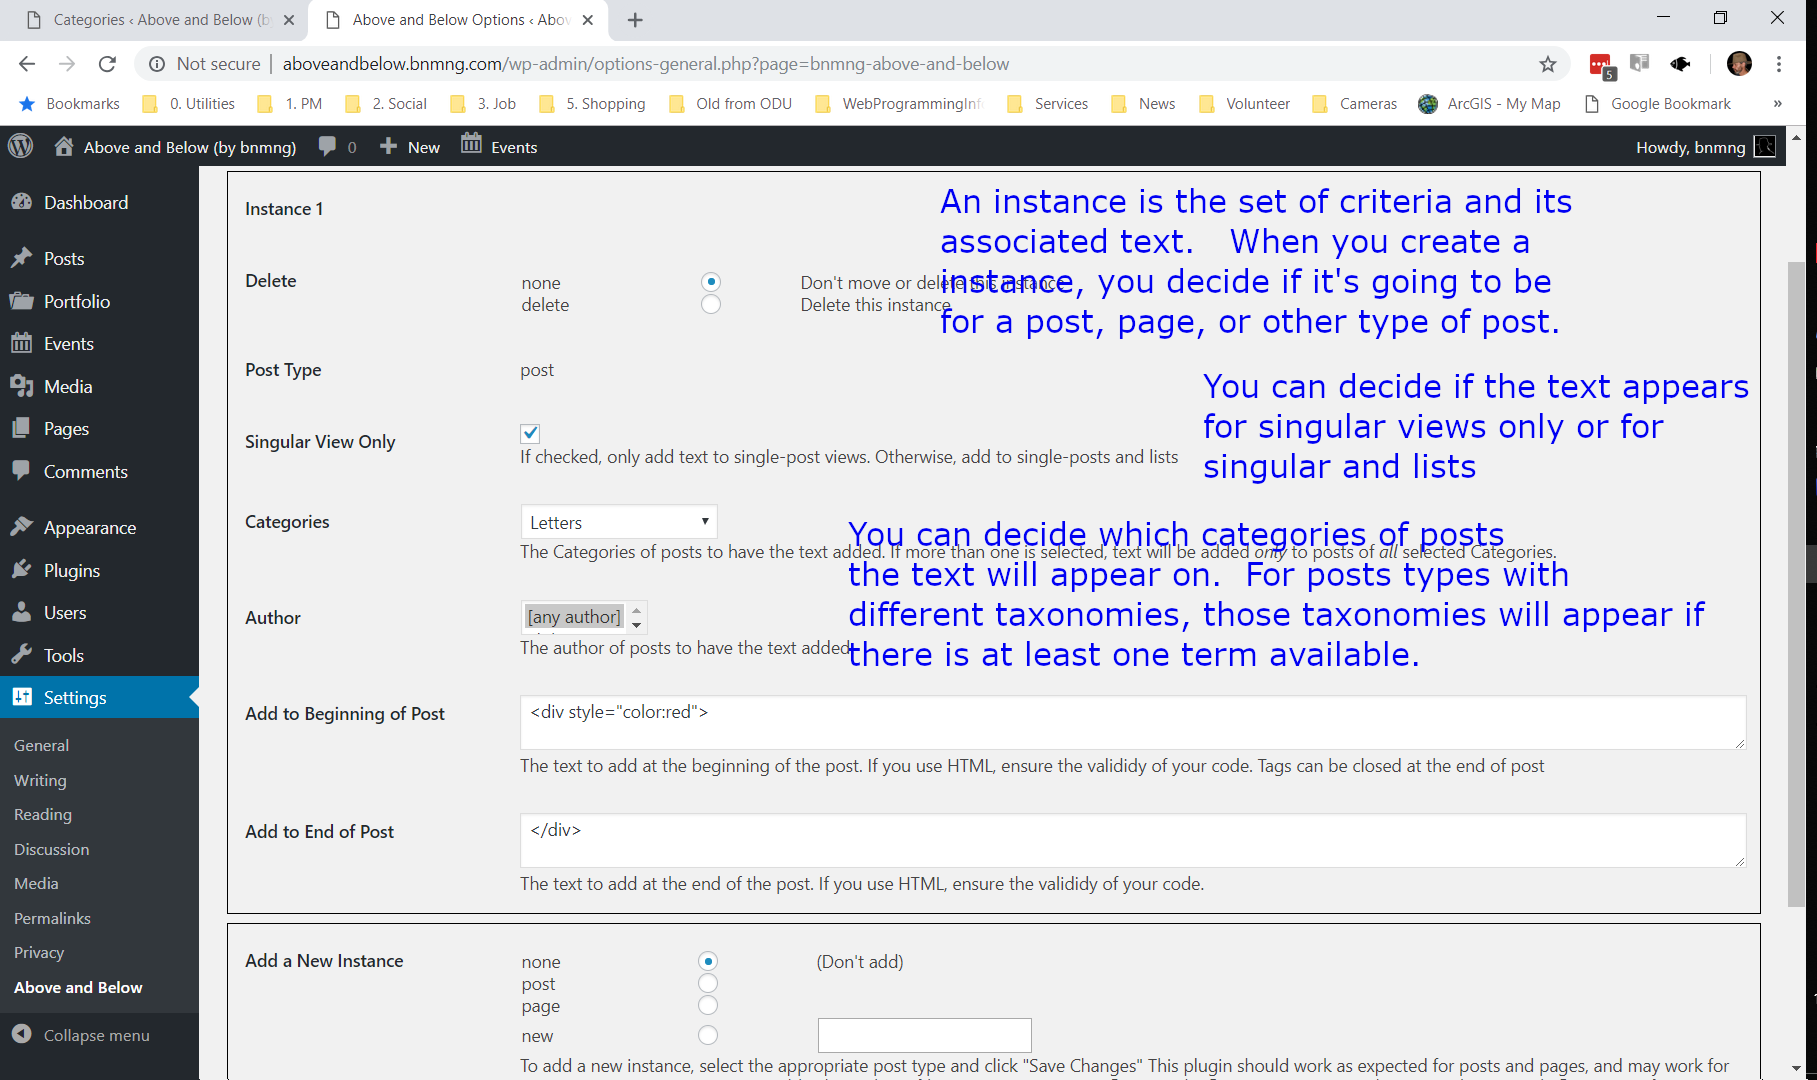 Categories ‹ Above and Below (b
Above and Below Options ‹ Abov
Not secure | aboveandbelow.bnmng.com/wp-admin/options-general.php?page=bnmng-above-and-below
5
Bookmarks 0. Utilities 1. PM 2. Social 3. Job 5. Shopping Old from ODU WebProgrammingInf Services News Volunteer Cameras ArcGIS - My Map Google Bookmark »
Above and Below (by bnmng) 0 New Events Howdy, bnmng
Dashboard
Posts
Portfolio
Events
Media
Pages
Comments
Appearance
Plugins
Users
Tools
Settings
General
Writing
Reading
Discussion
Media
Permalinks
Privacy
Above and Below
Collapse menu
Instance 1
An instance is the set of criteria and its
associated text. When you create a
instance, you decide if it's going to be
for a post, page, or other type of post.
Delete
none Don't move or delete this instance
delete Delete this instance
Post Type post
You can decide if the text appears
for singular views only or for
singular and lists
Singular View Only
If checked, only add text to single-post views. Otherwise, add to single-posts and lists
Categories Letters
The Categories of posts to have the text added. If more than one is selected, text will be added only to posts of all selected Categories.
You can decide which categories of posts
the text will appear on. For posts types with
different taxonomies, those taxonomies will appear if
there is at least one term available.
Author [any author]
The author of posts to have the text added
Add to Beginning of Post <div style="color:red">
The text to add at the beginning of the post. If you use HTML, ensure the valididy of your code. Tags can be closed at the end of post
Add to End of Post </div>
The text to add at the end of the post. If you use HTML, ensure the valididy of your code.
Add a New Instance none (Don't add)
post
page
new
To add a new instance, select the appropriate post type and click "Save Changes" This plugin should work as expected for posts and pages, and may work for